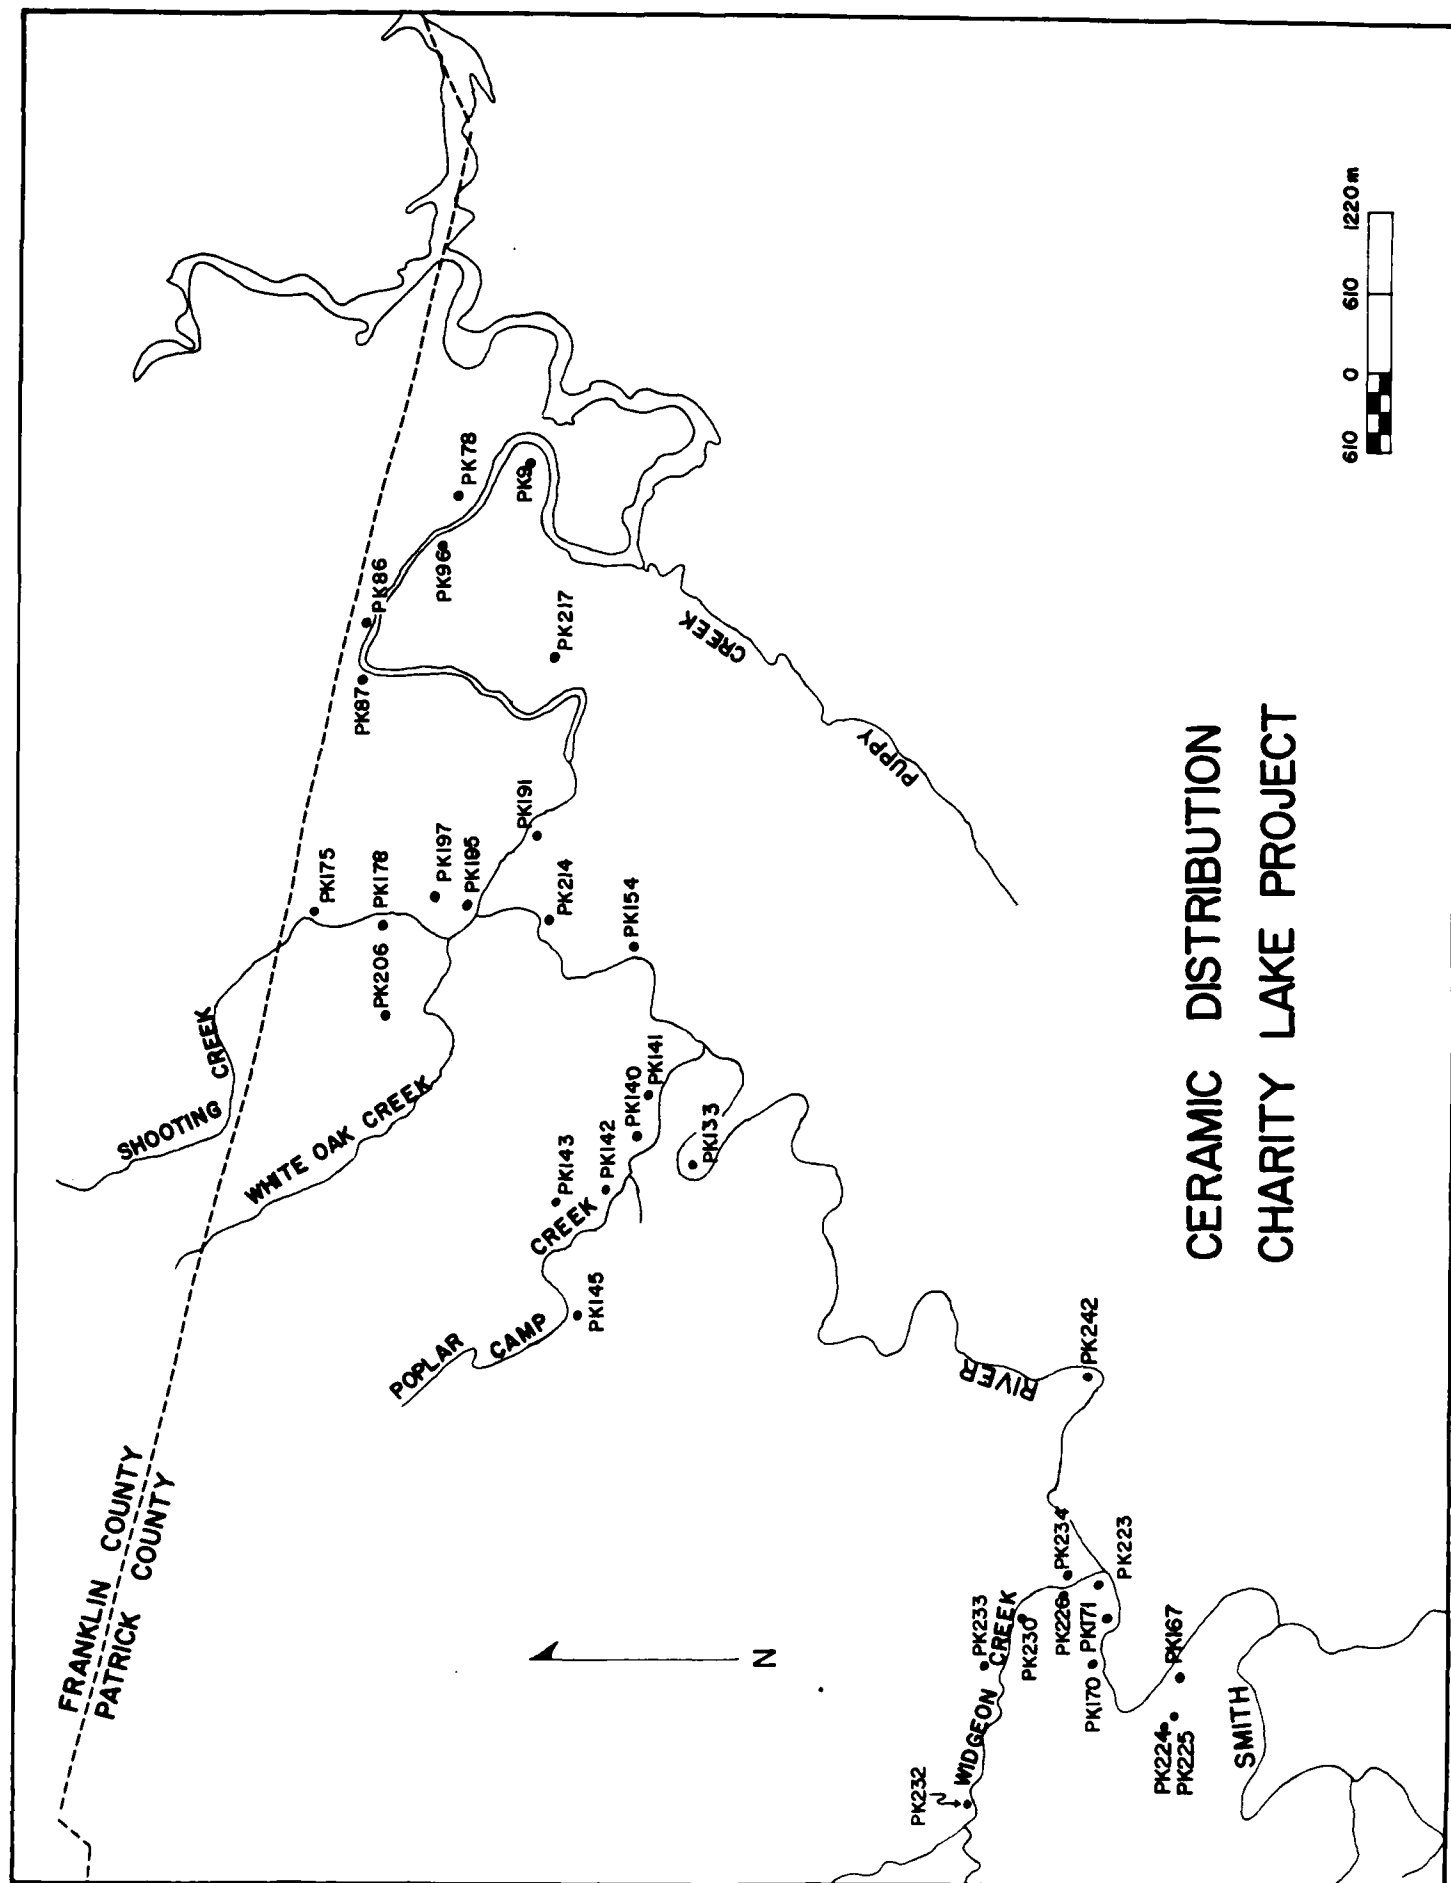 FRANKLIN COUNTY
PATRICK COUNTY
SHOOTING CREEK
WHITE OAK CREEK
POPLAR CAMP CREEK
PK175
PK178
PK206
PK197
PK195
PK191
PK214
PK154
PK87
PK86
PK96
PK78
PK9
PK217
PUPPY CREEK
PK141
PK140
PK142
PK143
PK145
PK133
SMITH RIVER
PK242
WIDGEON CREEK
PK232
PK233
PK230
PK226
PK234
PK223
PK171
PK170
PK167
PK224
PK225
N
610 0 610 1220m
CERAMIC DISTRIBUTION
CHARITY LAKE PROJECT